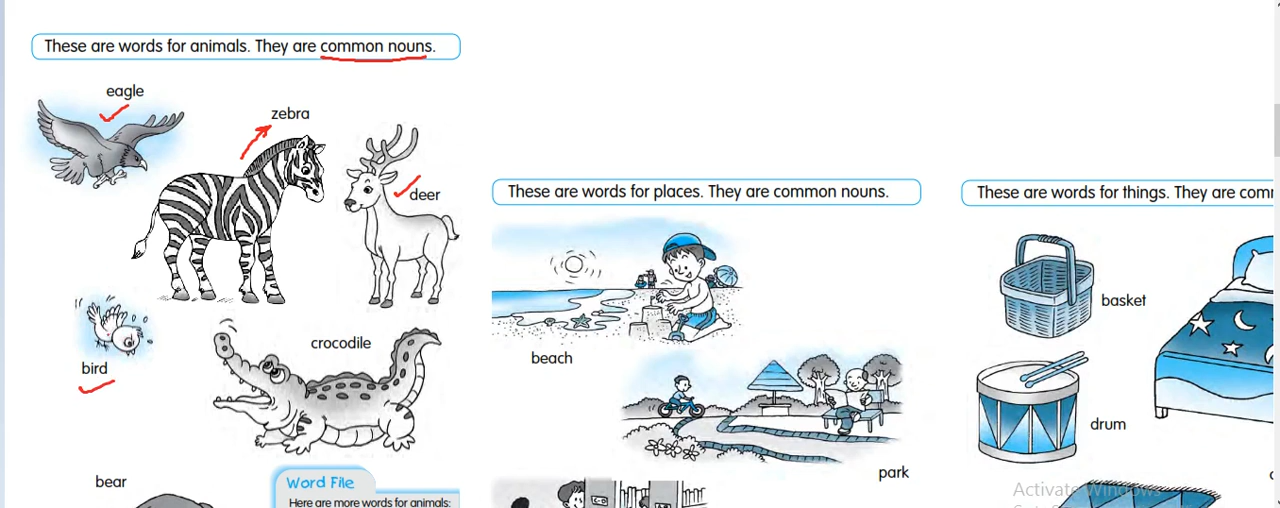 These are words for animals. They are common nouns.
eagle
zebra
deer
bird
crocodile
bear
Word File
Here are more words for animals:
These are words for places. They are common nouns.
beach
park
These are words for things. They are
basket
drum
Activate Windows